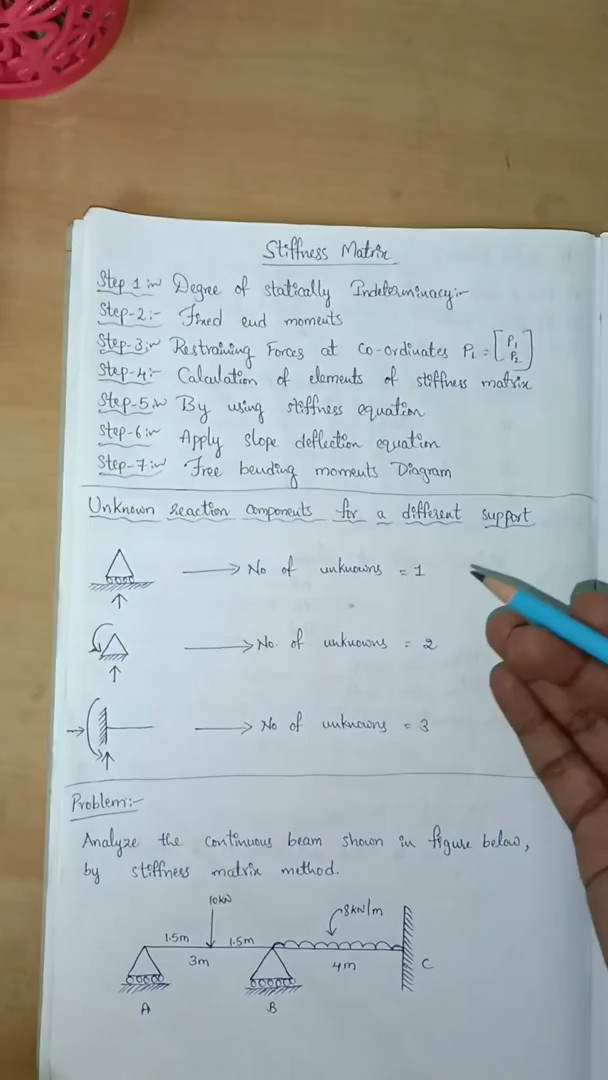 Stiffness Matrix
Step 1:- Degree of statically Indeterminacy:-
Step-2:- Fixed end moments
Step-3:- Restraining Forces at co-ordinates PL = [P1 P2]
Step-4:- Calculation of elements of stiffness matrix
Step-5:- By using stiffness equation
Step-6:- Apply slope deflection equation
Step-7:- Free bending moments Diagram
Unknown reaction components for a different support
No of unknowns = 1
No. of unknowns = 2
No of unknowns = 3
Problem:-
Analyze the continuous beam shown in figure below,
by stiffness matrix method.
10kN
8kN/m
1.5m 1.5m
3m 4m C
A B